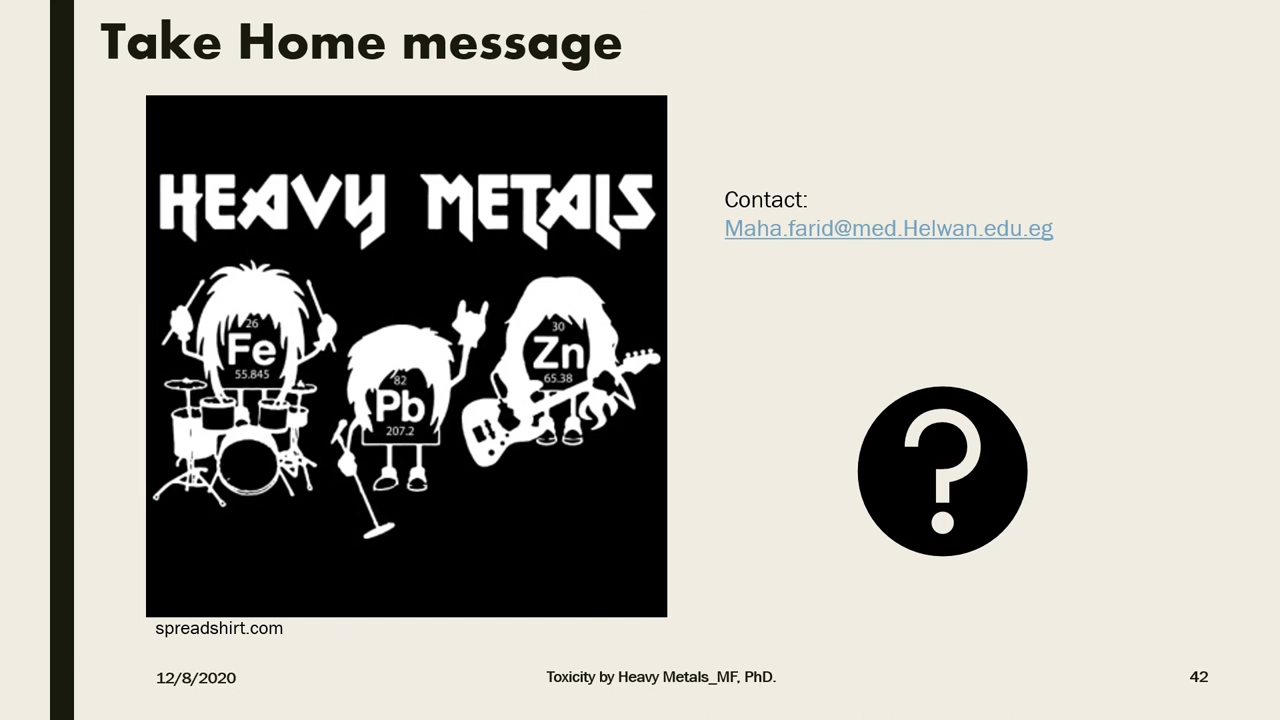 Take Home message
HEAVY METALS
26
Fe
55.845
82
Pb
207.2
30
Zn
65.38
Contact:
Maha.farid@med.Helwan.edu.eg
?
spreadshirt.com
12/8/2020
Toxicity by Heavy Metals_MF, PhD.
42